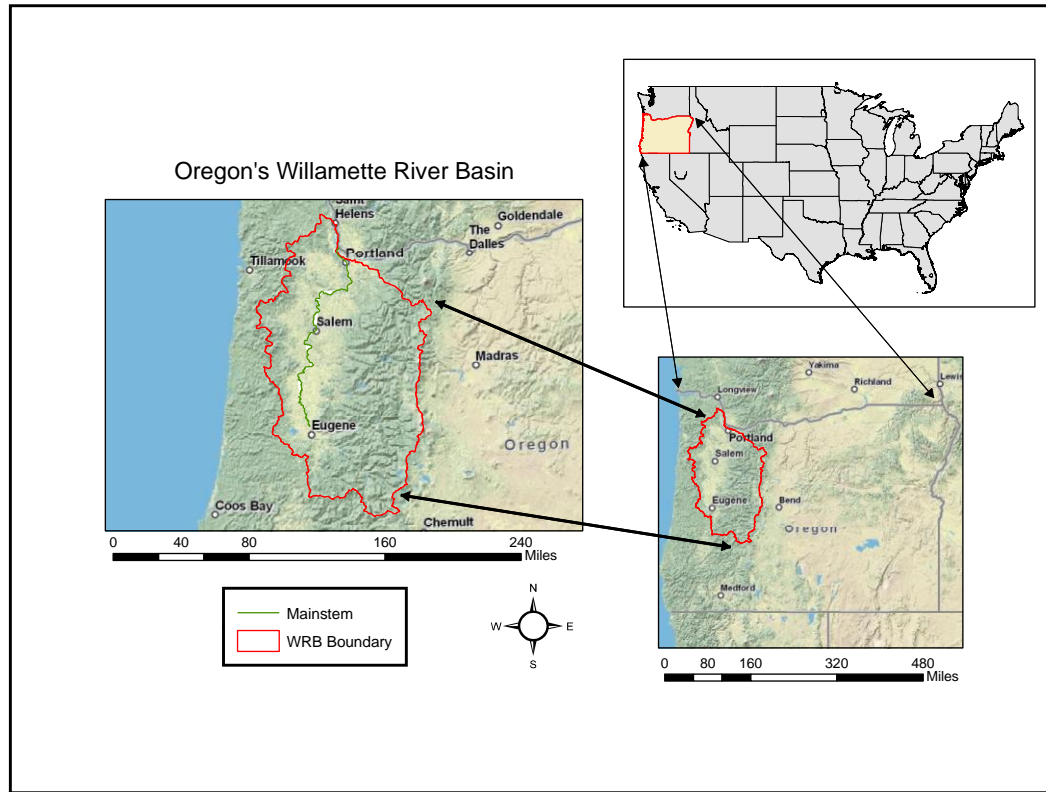 Oregon's Willamette River Basin
Saint
Helens
Goldendale
The
Dalles
Portland
Tillamook
Salem
Madras
Eugene
Oregon
Coos Bay
Chemult
0 40 80 160 240
Miles
Mainstem
WRB Boundary
N
W E
S
Yakima
Richland
Lewis
Longview
Portland
Salem
Eugene
Bend
Oregon
Medford
0 80 160 320 480
Miles